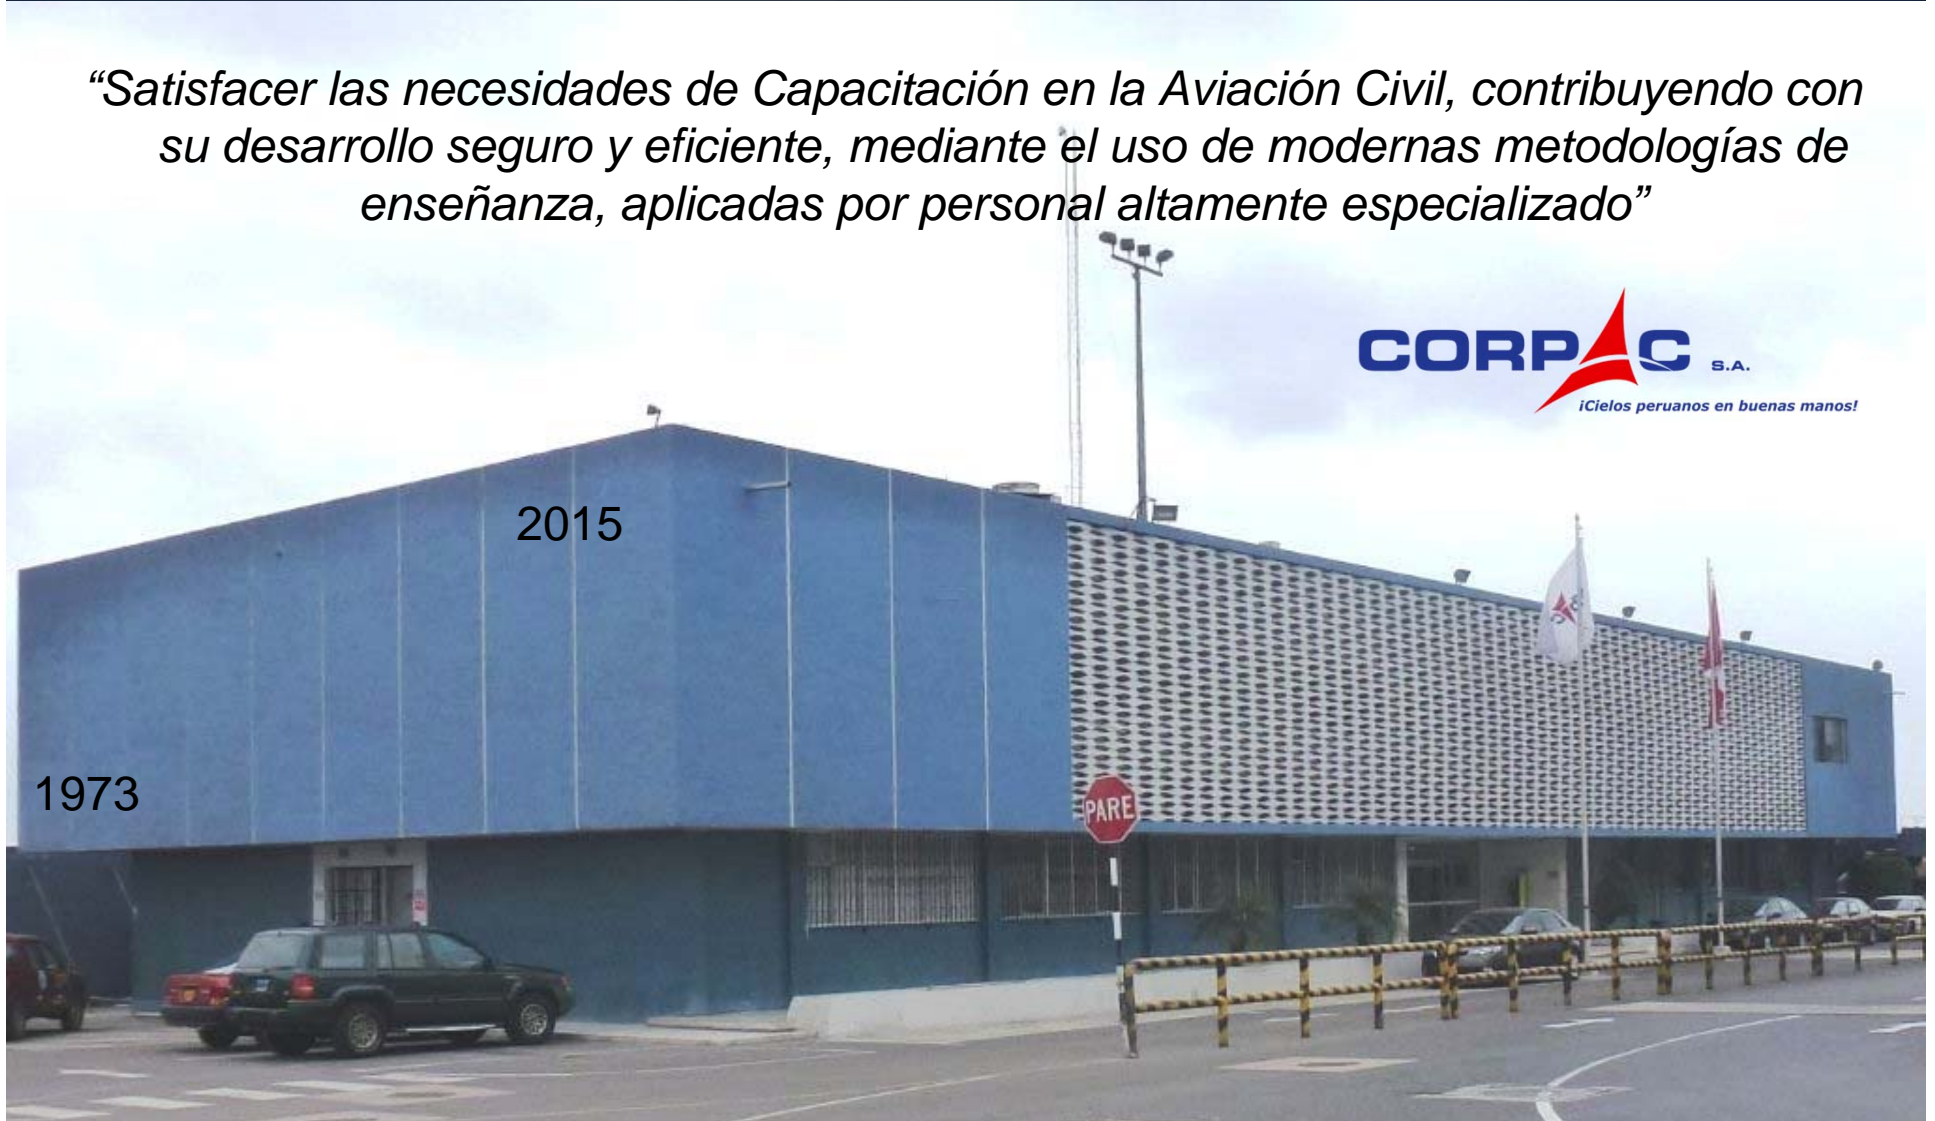 “Satisfacer las necesidades de Capacitación en la Aviación Civil, contribuyendo con
su desarrollo seguro y eficiente, mediante el uso de modernas metodologías de
enseñanza, aplicadas por personal altamente especializado”
CORPAC S.A.
¡Cielos peruanos en buenas manos!
2015
1973
PARE